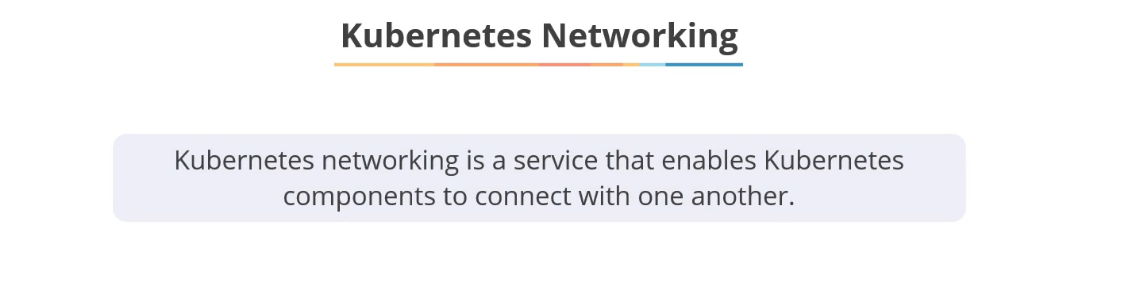 Kubernetes Networking
Kubernetes networking is a service that enables Kubernetes
components to connect with one another.